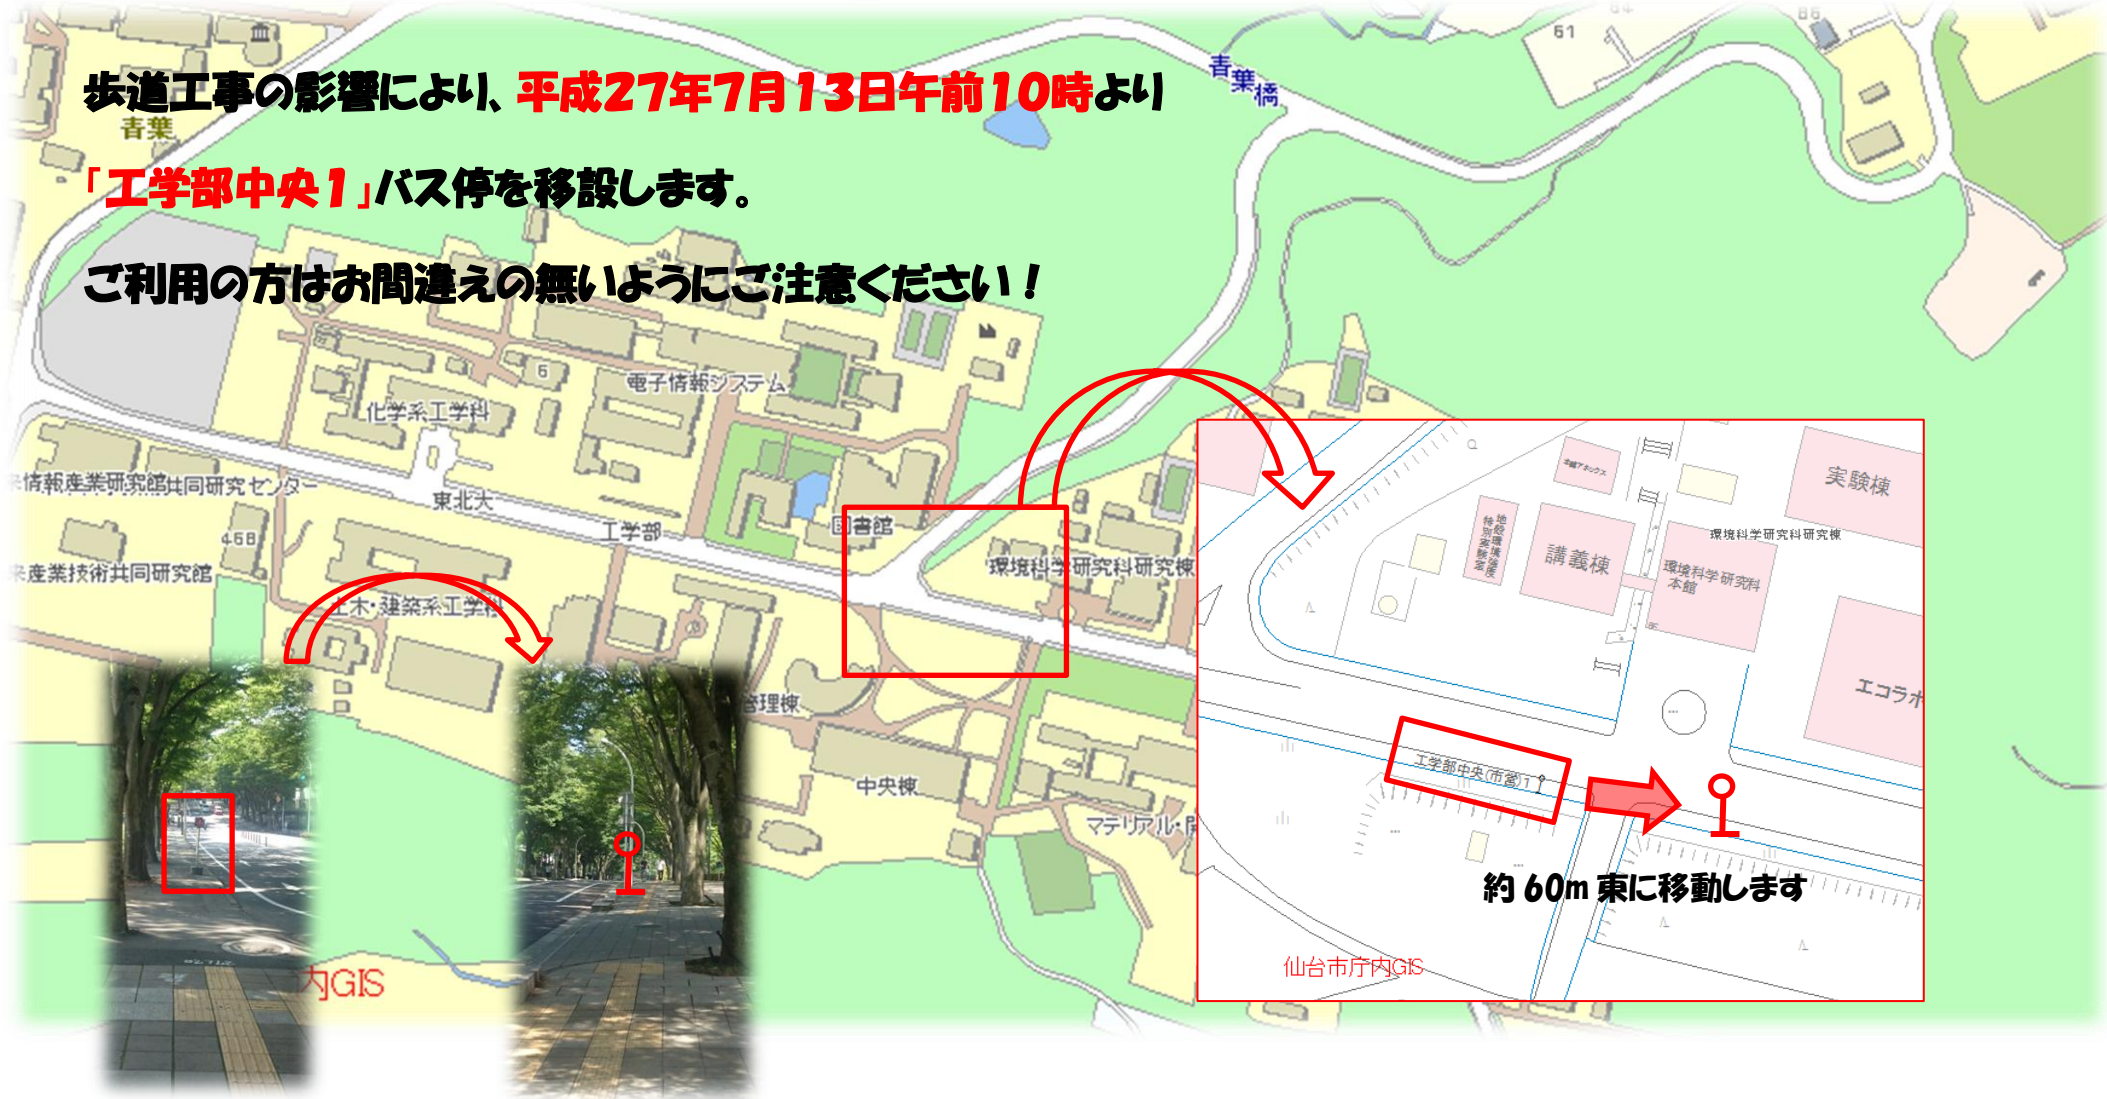 歩道工事の影響により、平成27年7月13日午前10時より
「工学部中央1」バス停を移設します。
ご利用の方はお間違えの無いようにご注意ください！
青葉
青葉橋
61
電子情報システム
6
化学系工学科
情報産業研究館
共同研究センター
東北大
工学部
図書館
468
産業技術共同研究館
環境科学研究科研究棟
土木・建築系工学科
管理棟
中央棟
マテリアル・開
内GIS
実験棟
環境科学研究科研究棟
講義棟
環境科学研究科
本館
エコラボ
工学部中央(市営)1
約60m東に移動します
仙台市庁内GIS